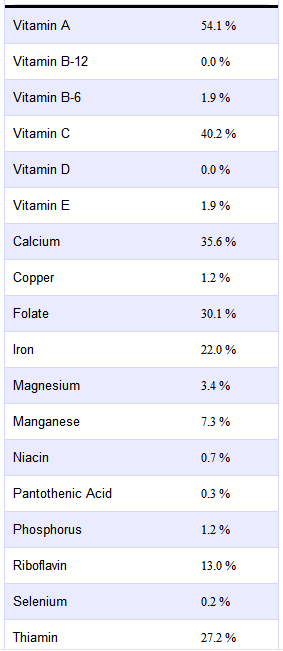 Vitamin A 54.1 %
Vitamin B-12 0.0 %
Vitamin B-6 1.9 %
Vitamin C 40.2 %
Vitamin D 0.0 %
Vitamin E 1.9 %
Calcium 35.6 %
Copper 1.2 %
Folate 30.1 %
Iron 22.0 %
Magnesium 3.4 %
Manganese 7.3 %
Niacin 0.7 %
Pantothenic Acid 0.3 %
Phosphorus 1.2 %
Riboflavin 13.0 %
Selenium 0.2 %
Thiamin 27.2 %